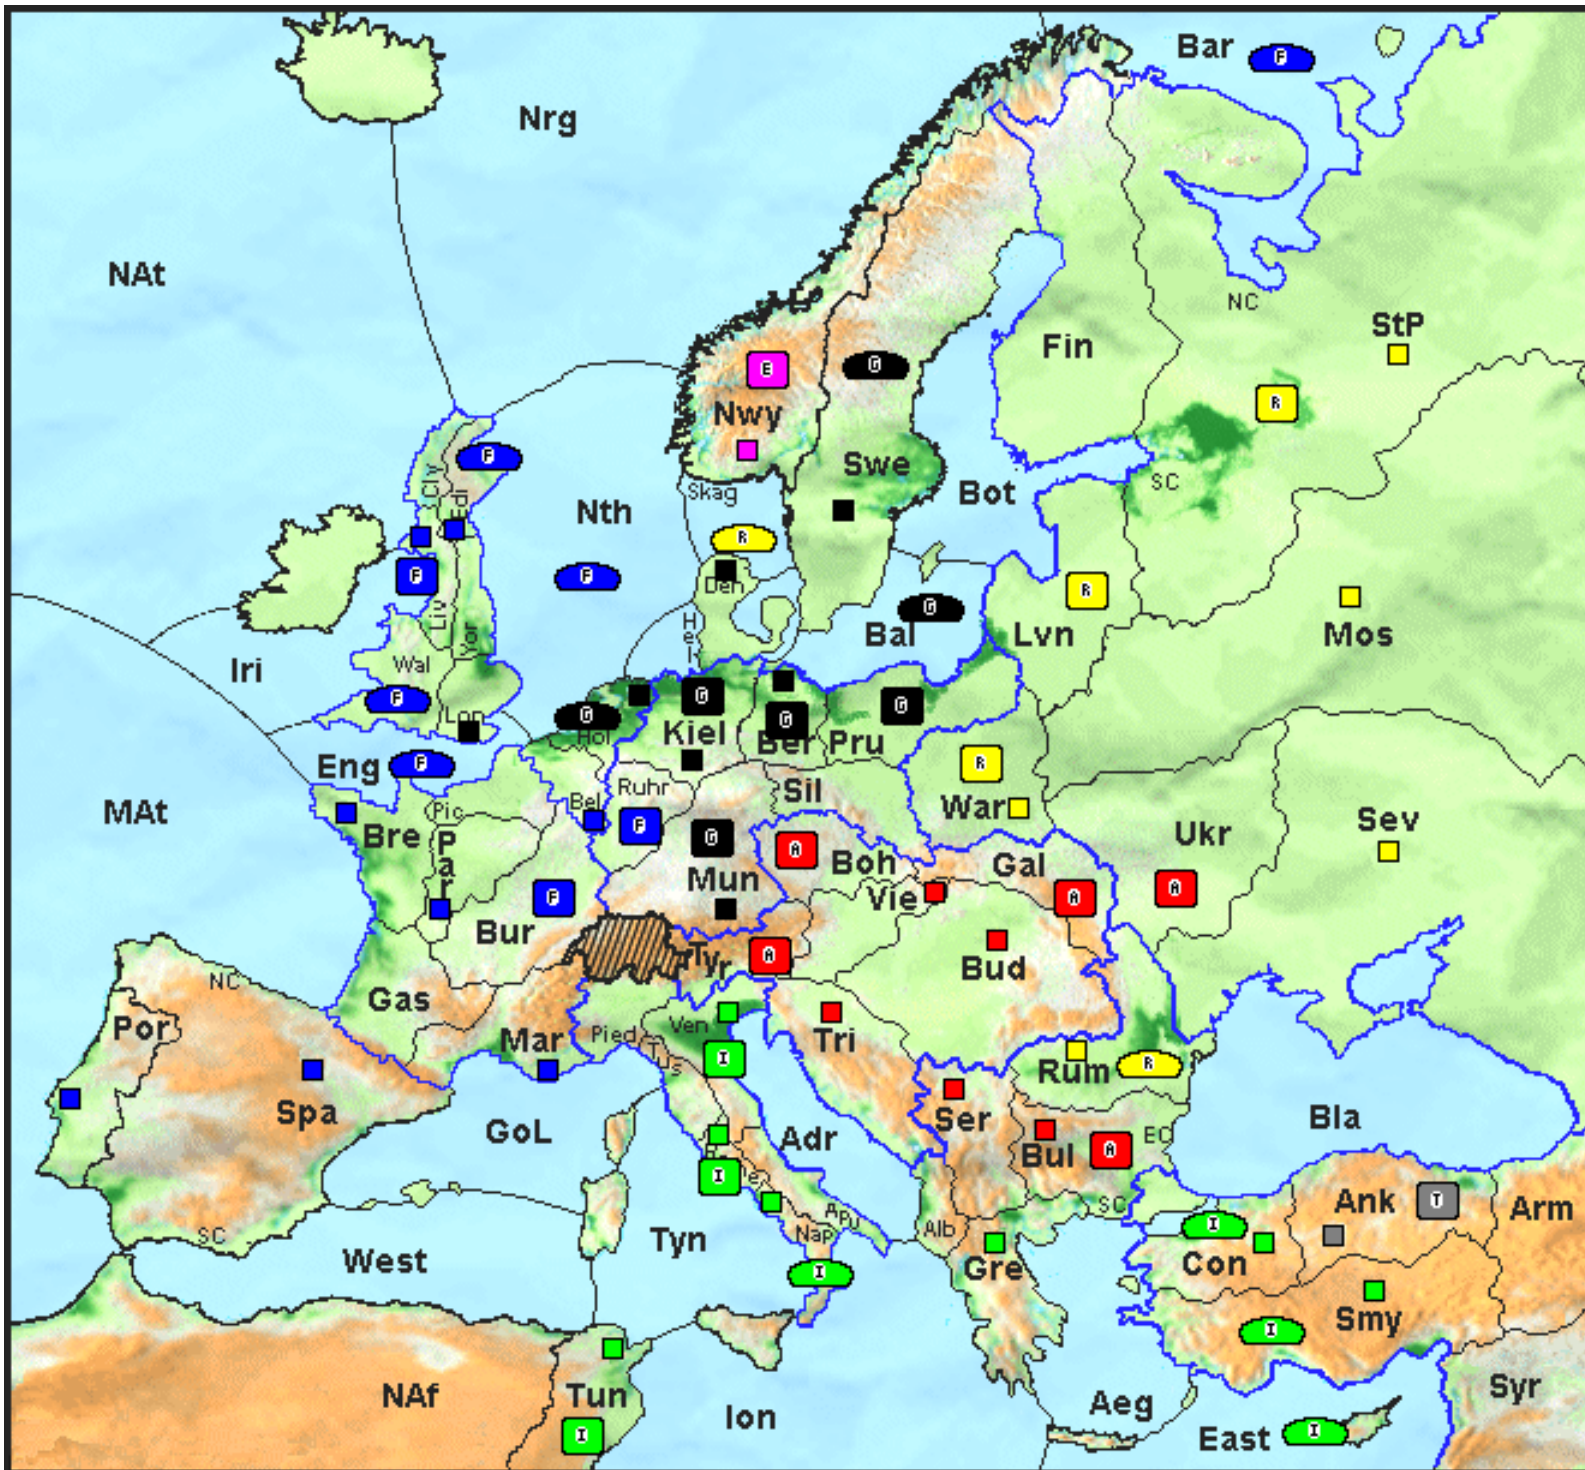 Bar
F
Nrg
NAt
NC
StP
Fin
E
G
R
Nwy
Swe
F
Cly
Edl
Skag
Bot
SC
Nth
R
F
F
Den
R
G
Liv
Yor
Hel
Bal
Lvn
Mos
Iri
Wal
F
Lon
G
Hol
G
Kiel
G
Ber
G
Pru
R
War
Eng
F
Ruhr
Sil
MAt
Bre
Pic
Bel
F
G
A
Boh
Gal
Ukr
Sev
Par
Mun
Vie
A
A
F
Bur
Tyr
A
Bud
NC
Gas
Por
Mar
Pied
Ven
Tri
Tus
I
Rum
R
Spa
GoL
Ser
Bla
Adr
Bul
A
EC
I
SC
Ank
T
Arm
SC
West
Tyn
Apu
Nap
Alb
I
Con
Gre
I
Smy
I
NAf
Tun
I
Ion
Aeg
East
I
Syr